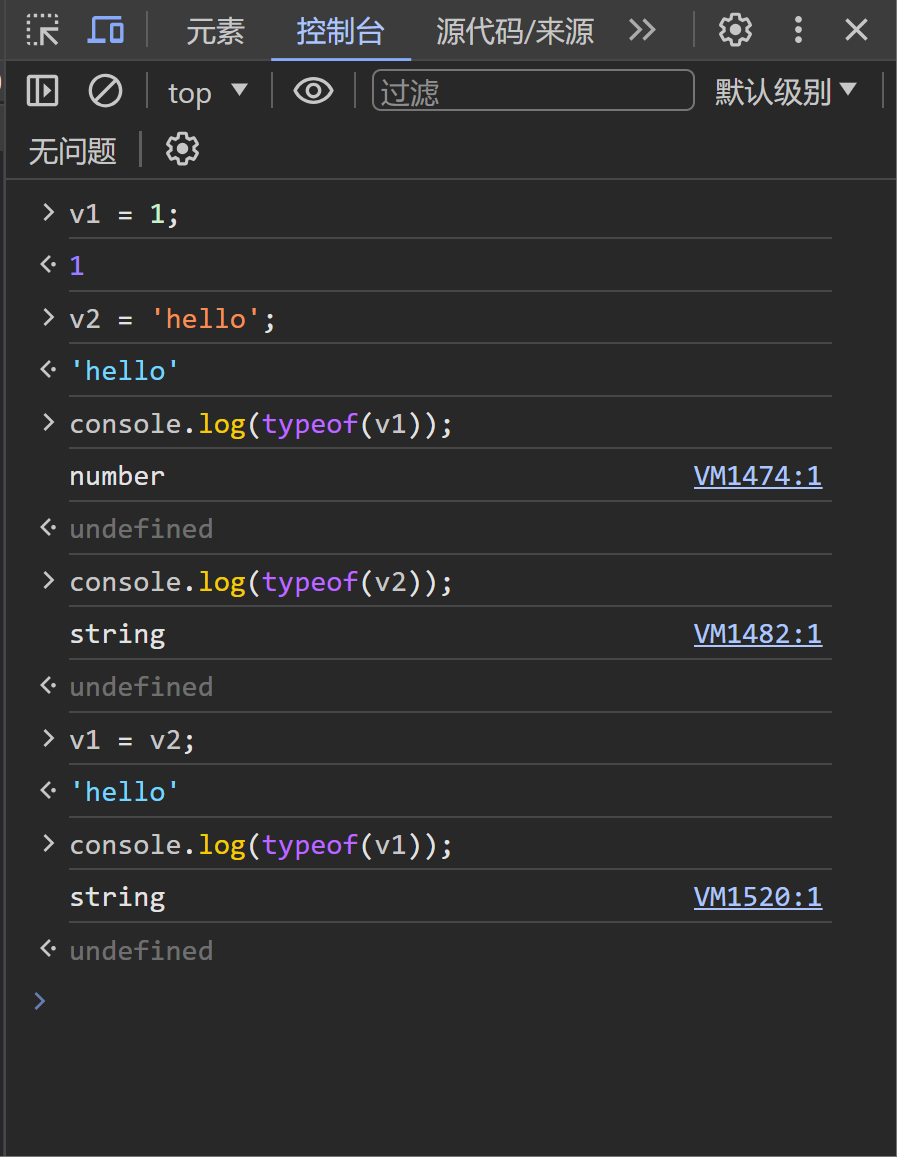 元素 控制台 源代码/来源
top 过滤 默认级别
无问题
v1 = 1;
1
v2 = 'hello';
'hello'
console.log(typeof(v1));
number VM1474:1
undefined
console.log(typeof(v2));
string VM1482:1
undefined
v1 = v2;
'hello'
console.log(typeof(v1));
string VM1520:1
undefined